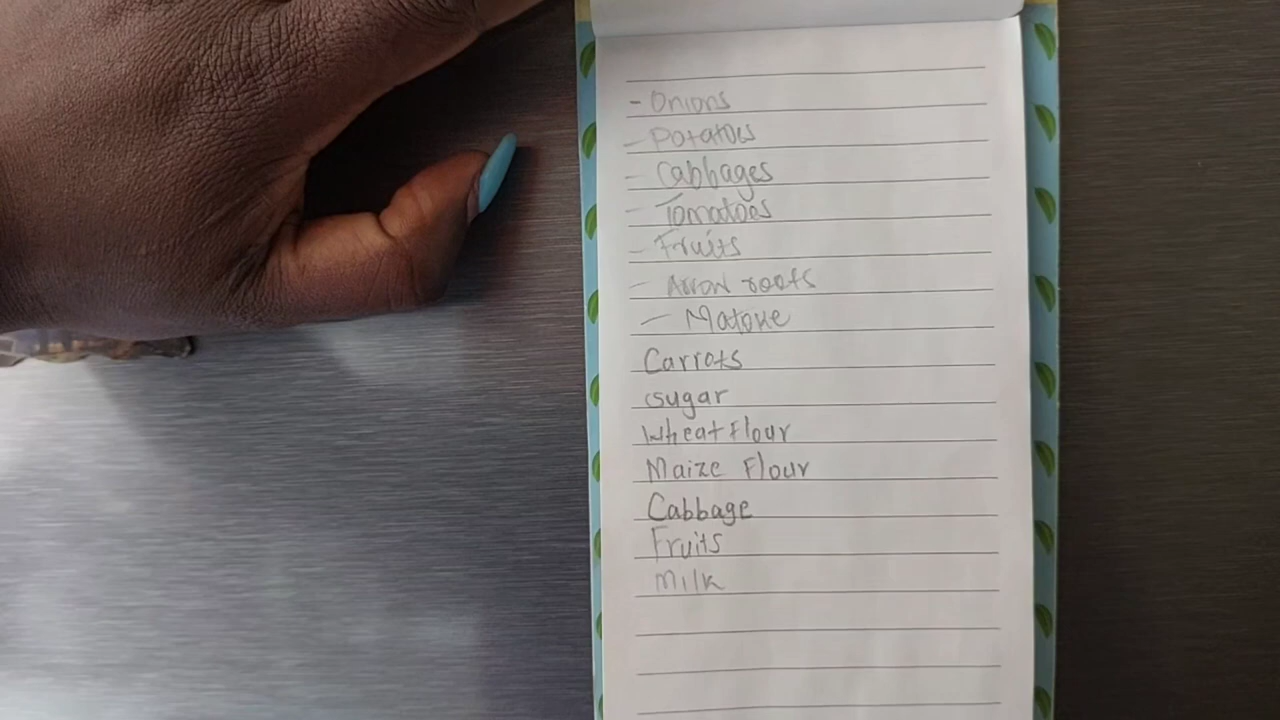 - Onions
- Potatoes
- Cabbages
- Tomatoes
- Fruits
- Arrow roots
- Matoke
Carrots
sugar
Wheat Flour
Maize Flour
Cabbage
Fruits
Milk